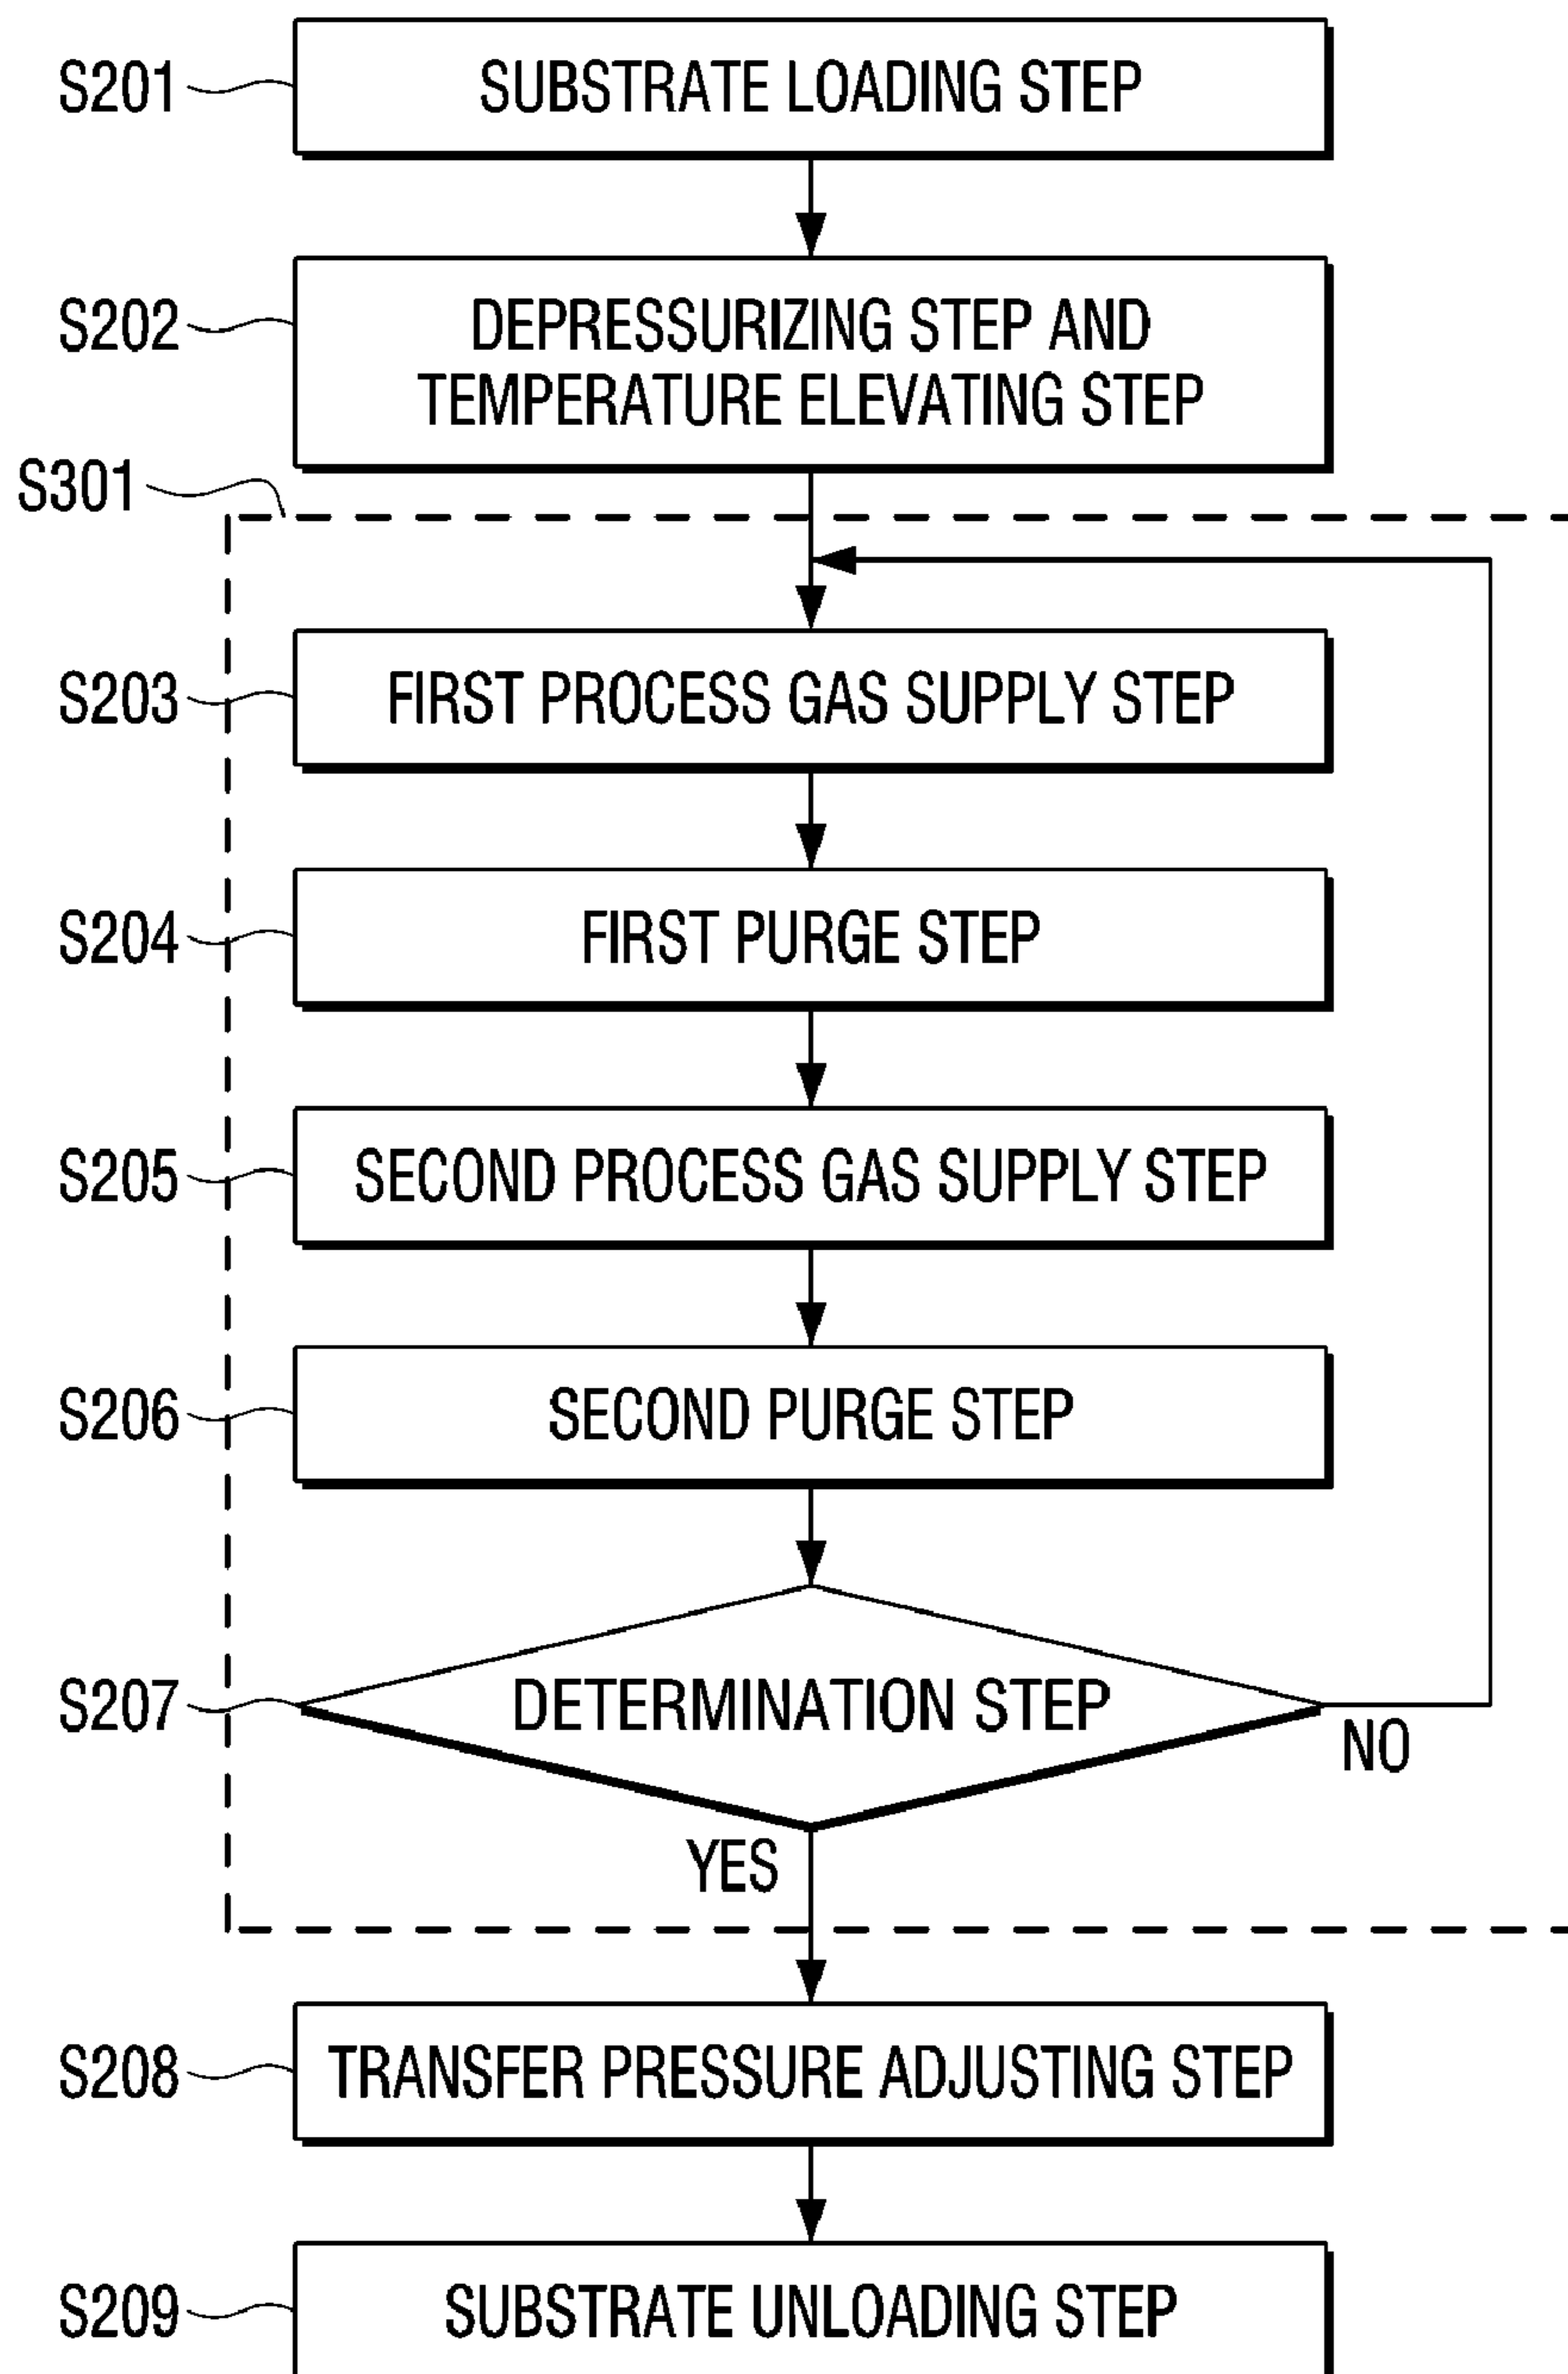 S201
SUBSTRATE LOADING STEP
S202
DEPRESSURIZING STEP AND
TEMPERATURE ELEVATING STEP
S301
S203
FIRST PROCESS GAS SUPPLY STEP
S204
FIRST PURGE STEP
S205
SECOND PROCESS GAS SUPPLY STEP
S206
SECOND PURGE STEP
S207
DETERMINATION STEP
NO
YES
S208
TRANSFER PRESSURE ADJUSTING STEP
S209
SUBSTRATE UNLOADING STEP